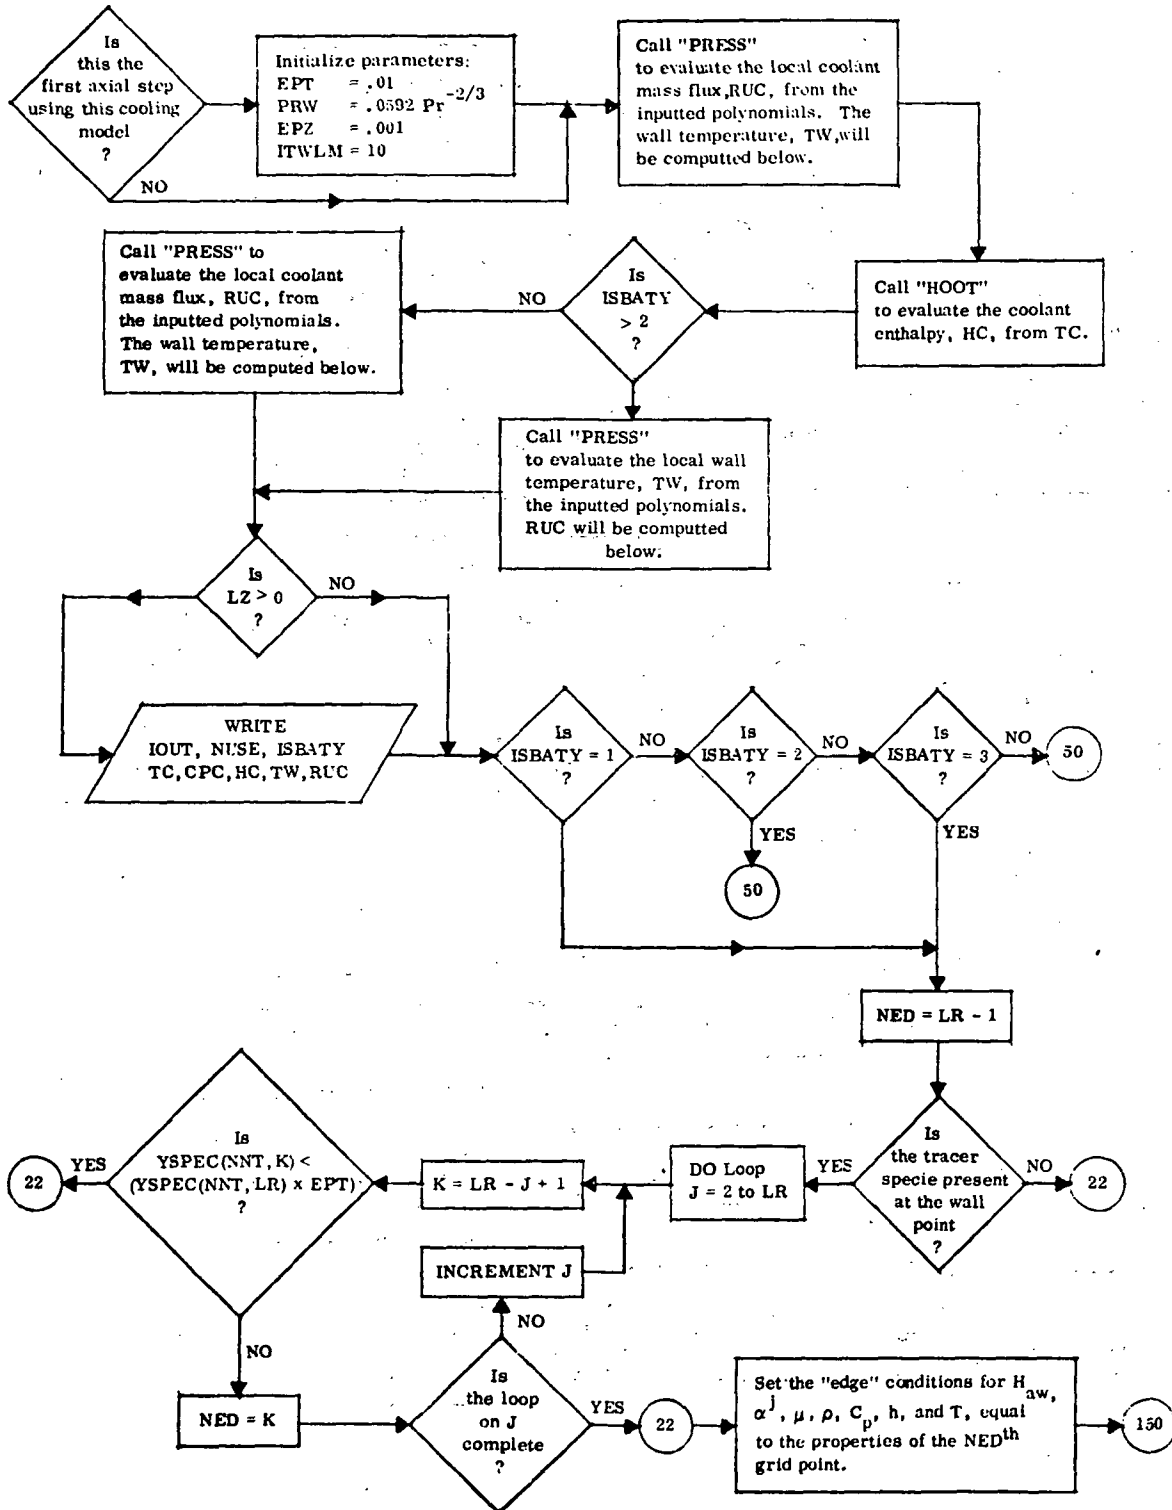 Is
this the
first axial step
using this cooling
model
?
NO
Initialize parameters:
EPT = .01
PRW = .0592 Pr^-2/3
EPZ = .001
ITWLM = 10
Call "PRESS"
to evaluate the local coolant
mass flux,RUC, from the
inputted polynomials. The
wall temperature, TW,will
be computted below.
Call "HOOT"
to evaluate the coolant
enthalpy, HC, from TC.
Is
ISBATY
> 2
?
NO
Call "PRESS" to
evaluate the local coolant
mass flux, RUC, from
the inputted polynomials.
The wall temperature,
TW, will be computed below.
Call "PRESS"
to evaluate the local wall
temperature, TW, from
the inputted polynomials.
RUC will be computted
below.
Is
LZ > 0
?
NO
WRITE
IOUT, NUSE, ISBATY
TC,CPC, HC, TW, RUC
Is
ISBATY = 1
?
NO
Is
ISBATY = 2
?
NO
YES
50
Is
ISBATY = 3
?
NO
50
YES
NED = LR - 1
Is
the tracer
specie present
at the wall
point
?
NO
22
YES
DO Loop
J = 2 to LR
K = LR - J + 1
Is
YSPEC(NNT, K) <
(YSPEC(NNT, LR) x EPT)
?
YES
22
NO
NED = K
INCREMENT J
NO
Is
the loop
on J
complete
?
YES
22
Set the "edge" conditions for H_aw,
α^j, μ, ρ, C_p, h, and T, equal
to the properties of the NED^th
grid point.
150